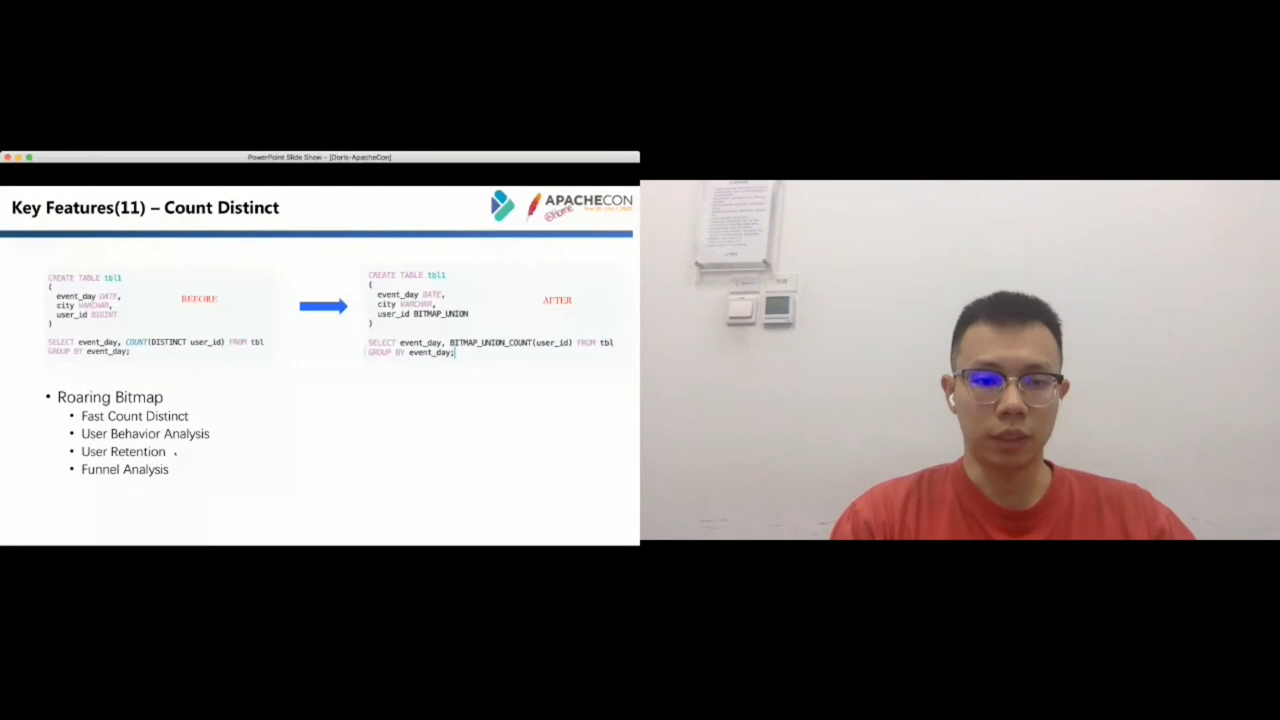 PowerPoint Slide Show - [Doris-ApacheCon]
Key Features(11) – Count Distinct
APACHECON
@Home
CREATE TABLE tbl1
(
event_day DATE,
city VARCHAR,
user_id BIGINT
)
SELECT event_day, COUNT(DISTINCT user_id) FROM tbl
GROUP BY event_day;
BEFORE
CREATE TABLE tbl1
(
event_day DATE,
city VARCHAR,
user_id BITMAP_UNION
)
SELECT event_day, BITMAP_UNION_COUNT(user_id) FROM tbl
GROUP BY event_day;
AFTER
• Roaring Bitmap
• Fast Count Distinct
• User Behavior Analysis
• User Retention
• Funnel Analysis